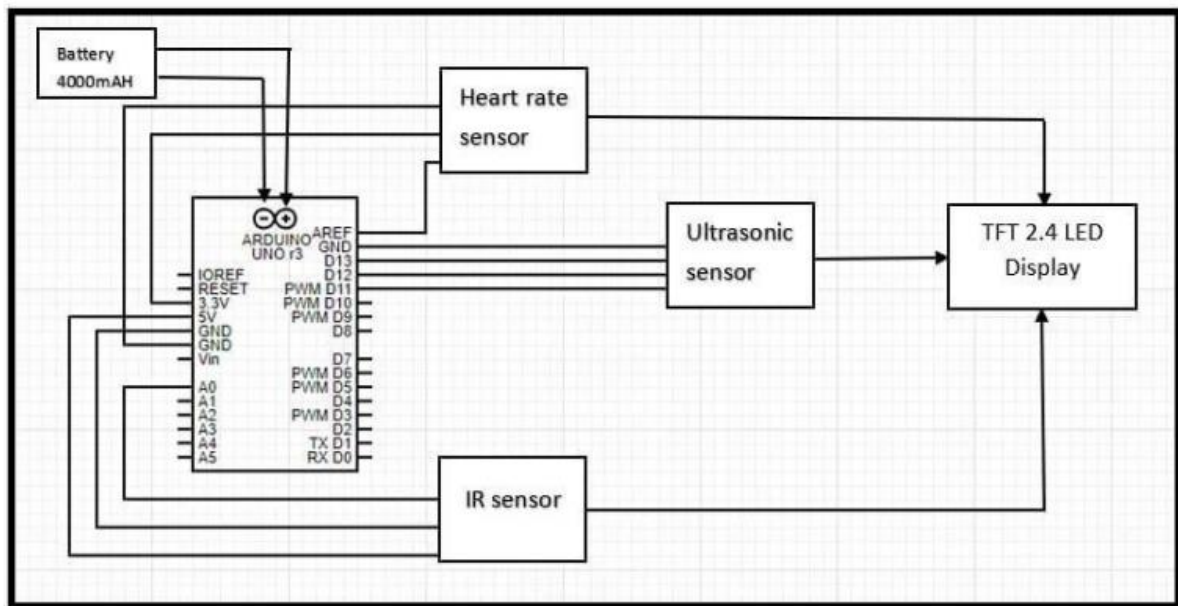 Battery
4000mAH
Heart rate
sensor
Ultrasonic
sensor
TFT 2.4 LED
Display
ARDUINO
UNO r3
IOREF
RESET
3.3V
5V
GND
GND
Vin
A0
A1
A2
A3
A4
A5
AREF
GND
D13
D12
PWM D11
PWM D10
PWM D9
D8
D7
PWM D6
PWM D5
D4
PWM D3
D2
TX D1
RX D0
IR sensor